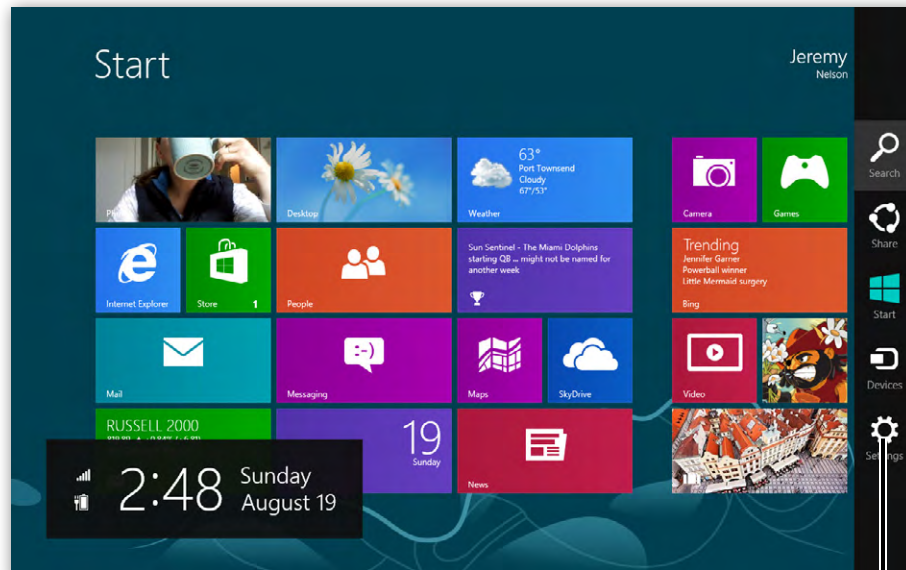 Start
Jeremy
Nelson
Search
Share
Start
Devices
Settings
Desktop
63°
Port Townsend
Cloudy
67°/53°
Weather
Camera
Games
Internet Explorer
Store 1
People
Sun Sentinel - The Miami Dolphins
starting QB ... might not be named for
another week
Trending
Jennifer Garner
Powerball winner
Little Mermaid surgery
Bing
Mail
:-)
Messaging
Maps
SkyDrive
Video
RUSSELL 2000
19
Sunday
News
2:48
Sunday
August 19